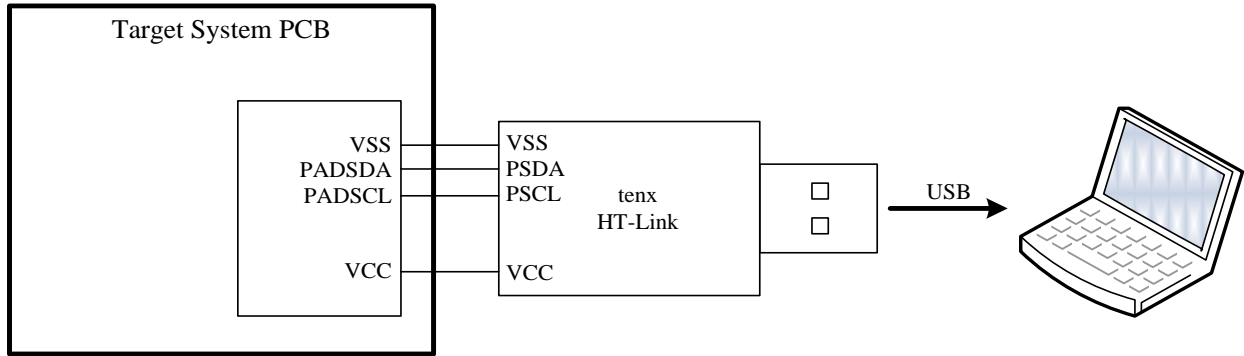 Target System PCB
VSS
PADSDA
PADSCL
VCC
VSS
PSDA
PSCL
VCC
tenx
HT-Link
USB